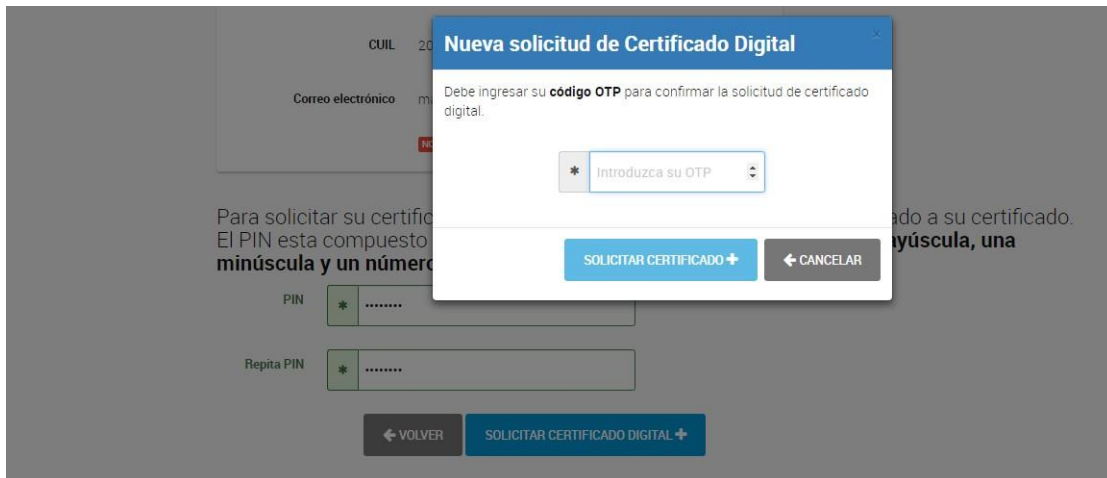 CUIL 20
Nueva solicitud de Certificado Digital
×
Correo electrónico
Debe ingresar su código OTP para confirmar la solicitud de certificado
digital.
Introduzca su OTP
Para solicitar su certific
ado a su certificado.
El PIN esta compuesto
ayúscula, una
minúscula y un númer
SOLICITAR CERTIFICADO
CANCELAR
PIN
Repita PIN
VOLVER
SOLICITAR CERTIFICADO DIGITAL